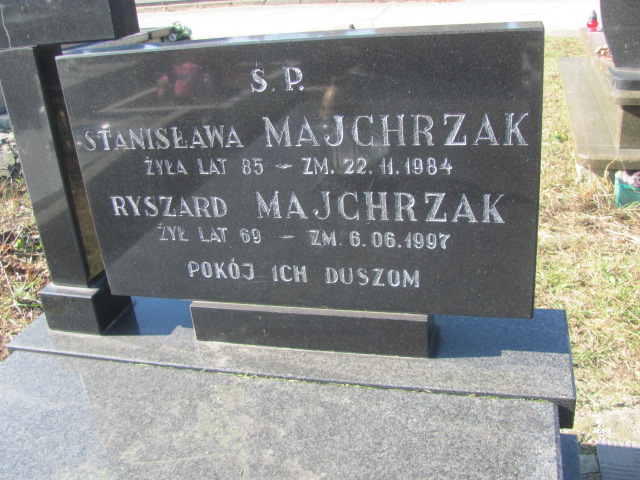 Ś. P.
STANISŁAWA MAJCHRZAK
ŻYŁA LAT 85 – ZM. 22.11.1984
RYSZARD MAJCHRZAK
ŻYŁ LAT 69 – ZM. 6.06.1997
POKÓJ ICH DUSZOM